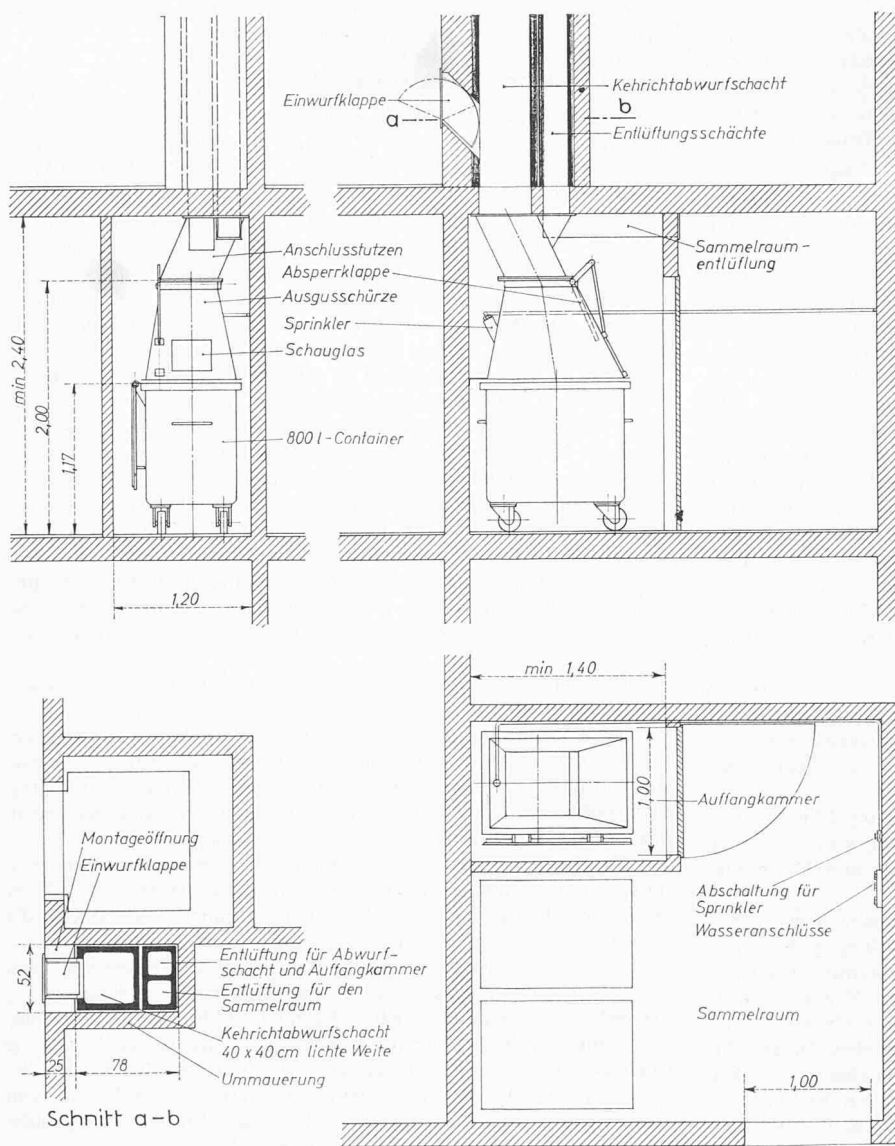 Einwurfklappe
a
Kehrichtabwurfschacht
b
Entlüftungsschächte
Anschlusstutzen
Absperrklappe
Ausgusschürze
Sprinkler
Schauglas
800 l-Container
Sammelraum-
entlüftung
min. 2,40
2,00
1,17
1,20
min 1,40
1,00
Auffangkammer
Abschaltung für
Sprinkler
Wasseranschlüsse
Sammelraum
1,00
Montageöffnung
Einwurfklappe
Entlüftung für Abwurf-
schacht und Auffangkammer
Entlüftung für den
Sammelraum
Kehrichtabwurfschacht
40 x 40 cm lichte Weite
Ummauerung
52
25
78
Schnitt a-b